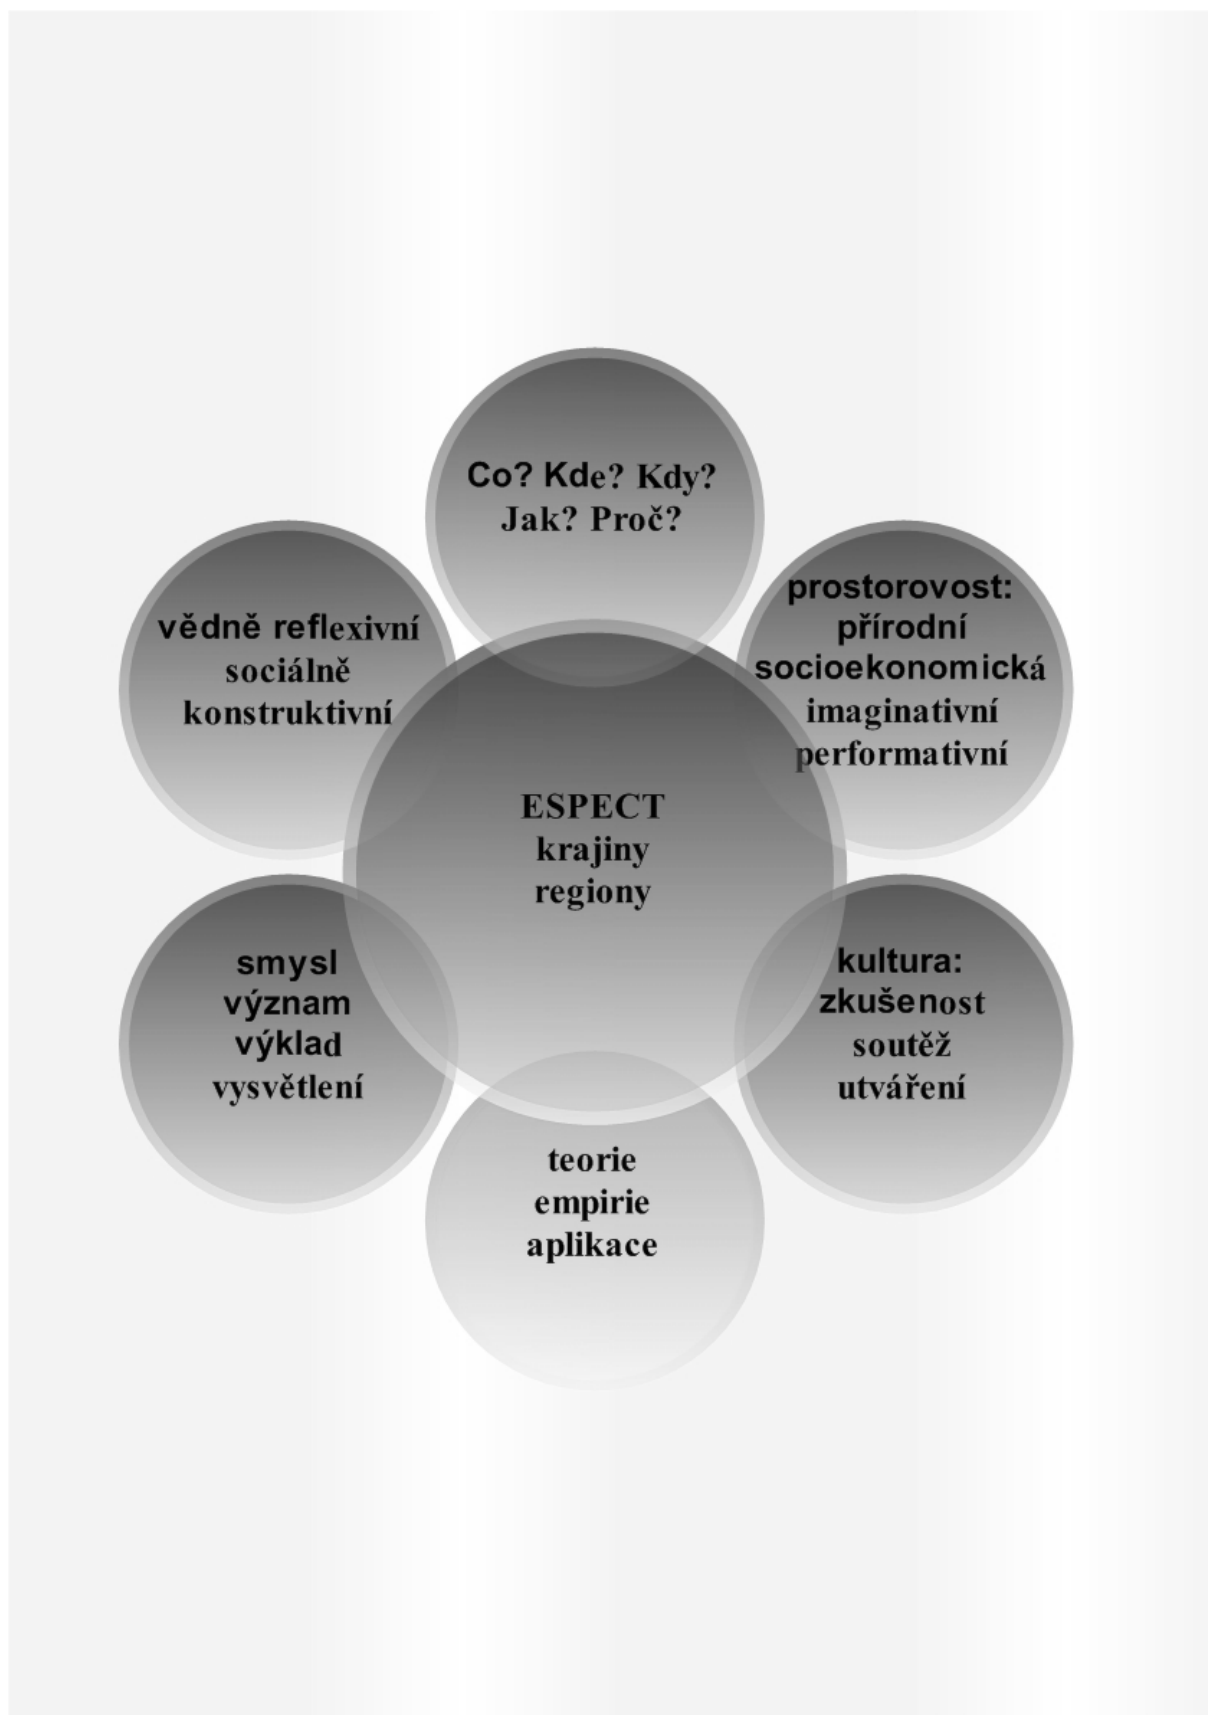 Co? Kde? Kdy?
Jak? Proč?
vědně reflexivní
sociálně
konstruktivní
prostorovost:
přírodní
socioekonomická
imaginativní
performativní
ESPECT
krajiny
regiony
smysl
význam
výklad
vysvětlení
kultura:
zkušenost
soutěž
utváření
teorie
empirie
aplikace